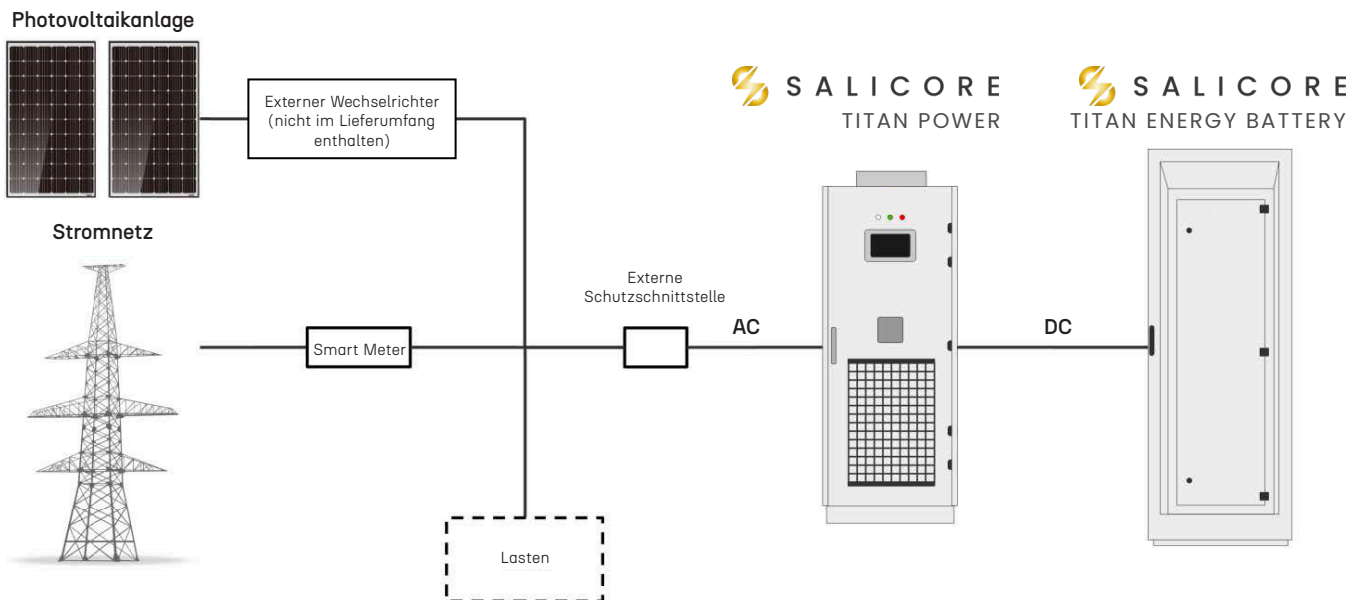 Photovoltaikanlage
Externer Wechselrichter
(nicht im Lieferumfang
enthalten)
SALICORE
TITAN POWER
SALICORE
TITAN ENERGY BATTERY
Stromnetz
Smart Meter
Externe
Schutzschnittstelle
AC
DC
Lasten